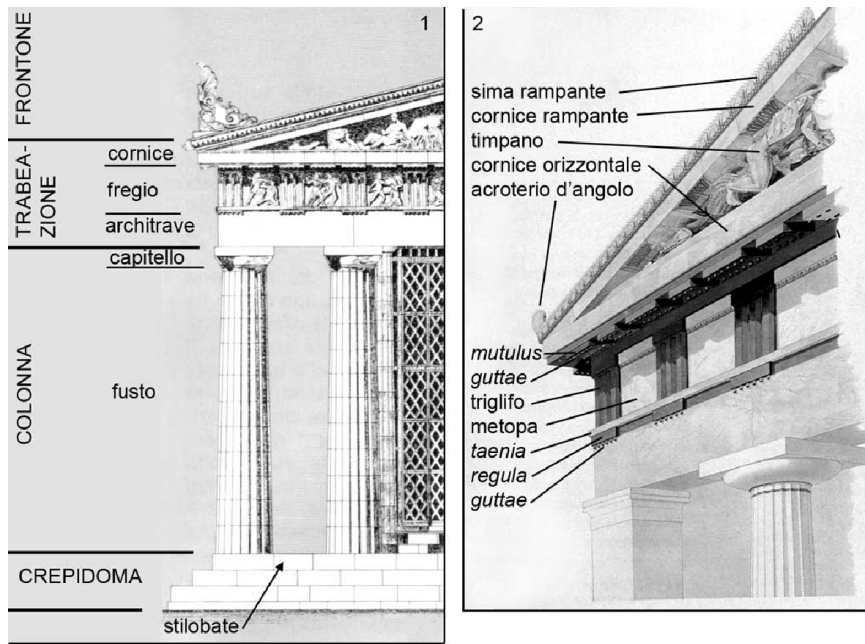 1
FRONTONE
TRABEA-
ZIONE
cornice
fregio
architrave
COLONNA
capitello
fusto
CREPIDOMA
stilobate
2
sima rampante
cornice rampante
timpano
cornice orizzontale
acroterio d'angolo
mutulus
guttae
triglifo
metopa
taenia
regula
guttae